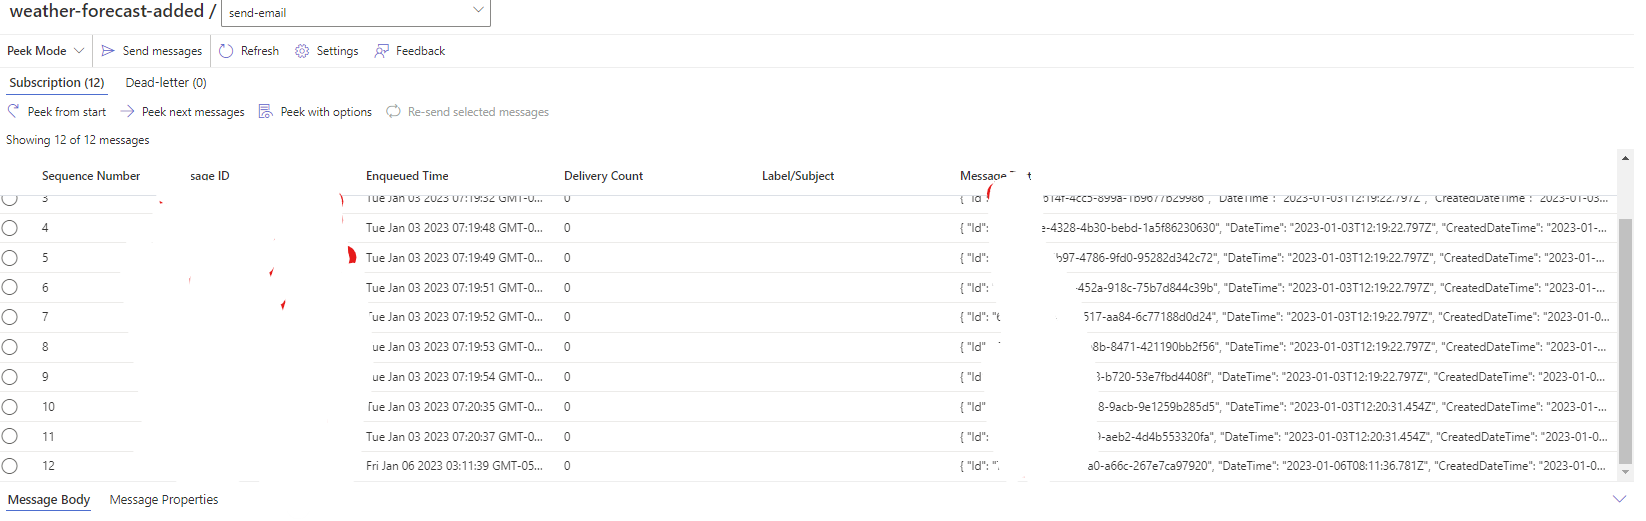 weather-forecast-added / send-email
Peek Mode Send messages Refresh Settings Feedback
Subscription (12) Dead-letter (0)
Peek from start Peek next messages Peek with options Re-send selected messages
Showing 12 of 12 messages
Sequence Number sage ID Enqueued Time Delivery Count Label/Subject Message t
3 Tue Jan 03 2023 07:19:32 GMT-0... 0 { "Id": 614f-4cc5-899a-1b9677b29986", "DateTime": "2023-01-03T12:19:22.797Z", "CreatedDateTime": "2023-01-03...
4 Tue Jan 03 2023 07:19:48 GMT-0... 0 { "Id": e-4328-4b30-bebd-1a5f86230630", "DateTime": "2023-01-03T12:19:22.797Z", "CreatedDateTime": "2023-01-...
5 Tue Jan 03 2023 07:19:49 GMT-0... 0 { "Id": b97-4786-9fd0-95282d342c72", "DateTime": "2023-01-03T12:19:22.797Z", "CreatedDateTime": "2023-01-0...
6 Tue Jan 03 2023 07:19:51 GMT-0... 0 { "Id": -452a-918c-75b7d844c39b", "DateTime": "2023-01-03T12:19:22.797Z", "CreatedDateTime": "2023-01-0...
7 Tue Jan 03 2023 07:19:52 GMT-0... 0 { "Id": "6 517-aa84-6c77188d0d24", "DateTime": "2023-01-03T12:19:22.797Z", "CreatedDateTime": "2023-01-0...
8 ue Jan 03 2023 07:19:53 GMT-0... 0 { "Id" 8b-8471-421190bb2f56", "DateTime": "2023-01-03T12:19:22.797Z", "CreatedDateTime": "2023-01-...
9 ue Jan 03 2023 07:19:54 GMT-0... 0 { "Id 3-b720-53e7fbd4408f", "DateTime": "2023-01-03T12:19:22.797Z", "CreatedDateTime": "2023-01-0...
10 Tue Jan 03 2023 07:20:35 GMT-0... 0 { "Id" 8-9acb-9e1259b285d5", "DateTime": "2023-01-03T12:20:31.454Z", "CreatedDateTime": "2023-01-...
11 Tue Jan 03 2023 07:20:37 GMT-0... 0 { "Id": -aeb2-4d4b553320fa", "DateTime": "2023-01-03T12:20:31.454Z", "CreatedDateTime": "2023-01-0...
12 Fri Jan 06 2023 03:11:39 GMT-05... 0 { "Id": "7 a0-a66c-267e7ca97920", "DateTime": "2023-01-06T08:11:36.781Z", "CreatedDateTime": "2023-01-0...
Message Body Message Properties